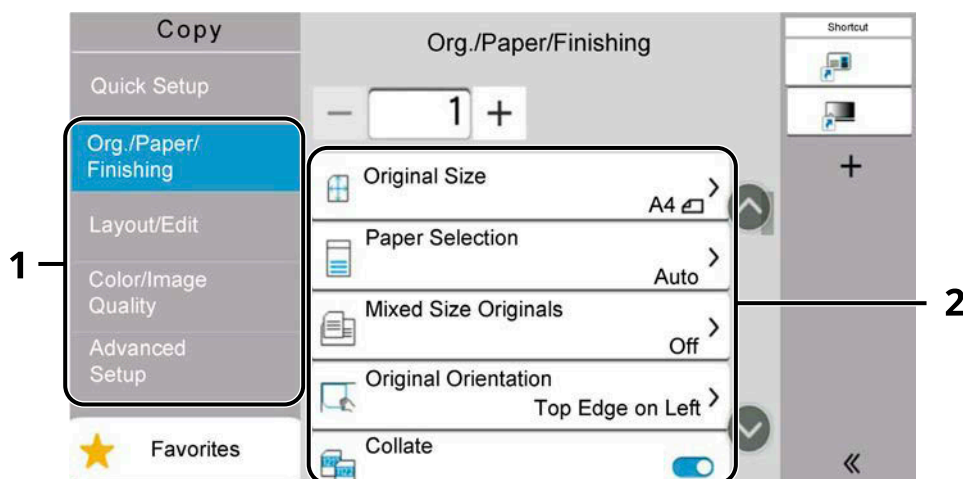 Copy
Quick Setup
Org./Paper/
Finishing
Layout/Edit
Color/Image
Quality
Advanced
Setup
Favorites
1
Org./Paper/Finishing
− 1 +
Original Size
A4
Paper Selection
Auto
Mixed Size Originals
Off
Original Orientation
Top Edge on Left
Collate
2
Shortcut
+